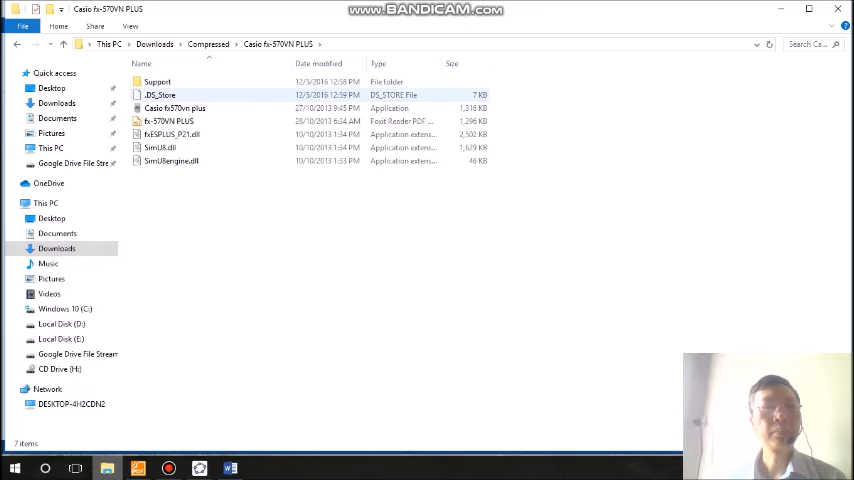 Casio fx-570VN PLUS
www.BANDICAM.com
File Home Share View
This PC Downloads Compressed Casio fx-570VN PLUS Search Ca...
Name Date modified Type Size
Quick access
Desktop
Downloads
Documents
Pictures
This PC
Google Drive File Stre
OneDrive
This PC
Desktop
Documents
Downloads
Music
Pictures
Videos
Windows 10 (C:)
Local Disk (D:)
Local Disk (E:)
Google Drive File Stream
CD Drive (H:)
Network
DESKTOP-4H2CDN2
Support 12/5/2016 12:58 PM File folder
.DS_Store 12/5/2016 12:59 PM DS_STORE File 7 KB
Casio fx570vn plus 27/10/2013 9:45 PM Application 1,316 KB
fx-570VN PLUS 28/10/2013 6:34 AM Foxit Reader PDF ... 1,296 KB
fxESPLUS_P21.dll 10/10/2013 1:34 PM Application extens... 2,502 KB
SimU8.dll 10/10/2013 1:34 PM Application extens... 1,629 KB
SimU8engine.dll 10/10/2013 1:33 PM Application extens... 46 KB
7 items